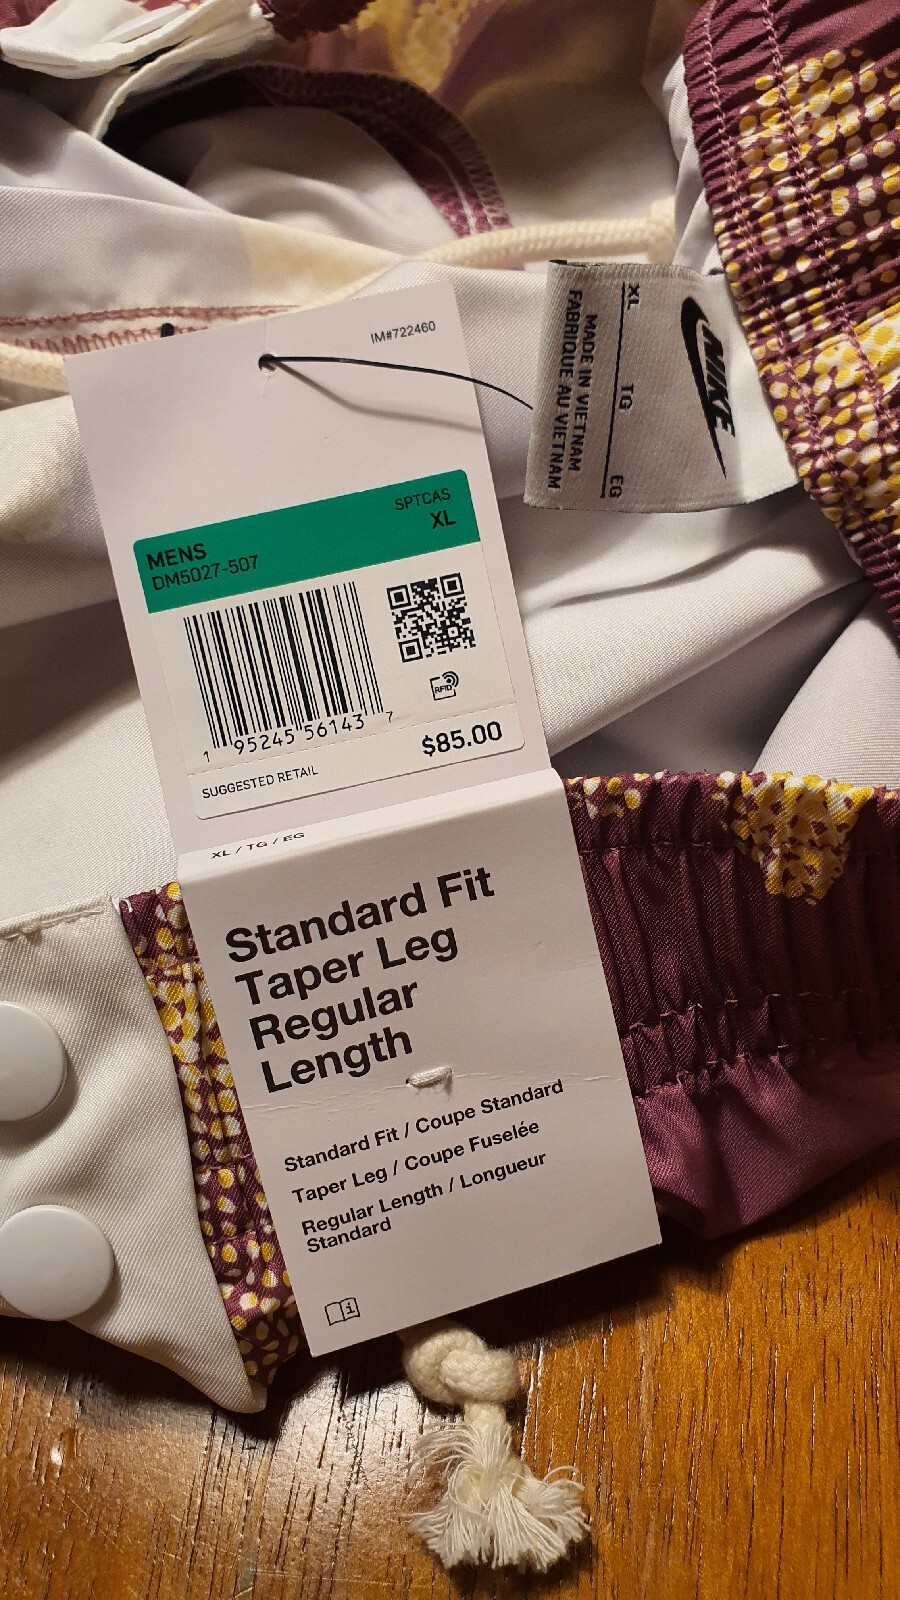 IM#722460
SPTCAS
MENS XL
DM5027-507
RFID
1 95245 56143 7
SUGGESTED RETAIL $85.00
XL / TG / EG
Standard Fit
Taper Leg
Regular
Length
Standard Fit / Coupe Standard
Taper Leg / Coupe Fuselée
Regular Length / Longueur
Standard
i
NIKE
XL TG EG
MADE IN VIETNAM
FABRIQUE AU VIETNAM